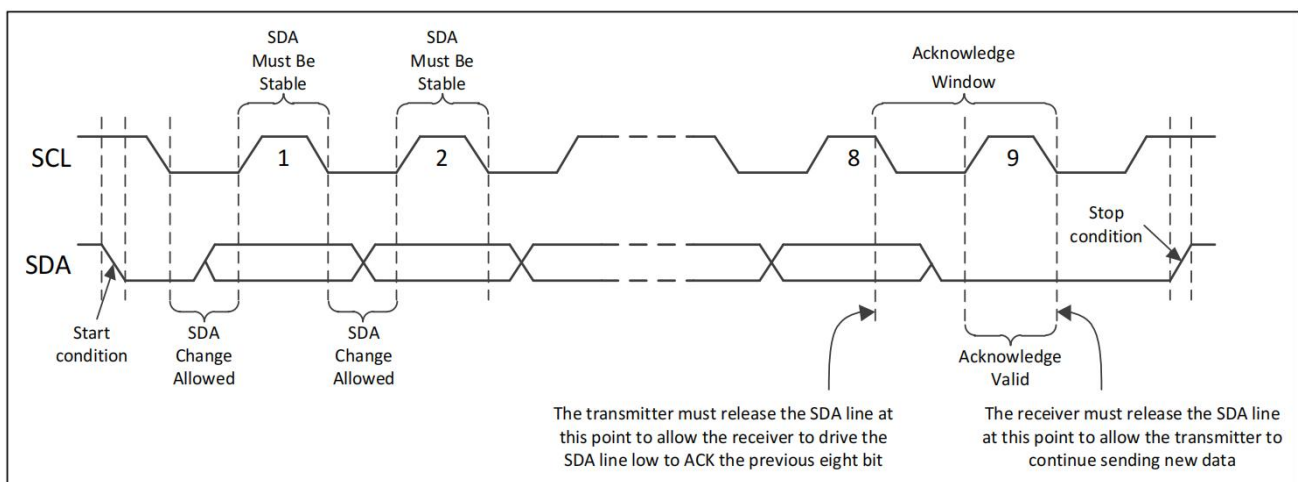 SDA
Must Be
Stable
SDA
Must Be
Stable
Acknowledge
Window
SCL
1
2
8
9
SDA
Start
condition
SDA
Change
Allowed
SDA
Change
Allowed
Stop
condition
Acknowledge
Valid
The transmitter must release the SDA line at
this point to allow the receiver to drive the
SDA line low to ACK the previous eight bit
The receiver must release the SDA line
at this point to allow the transmitter to
continue sending new data